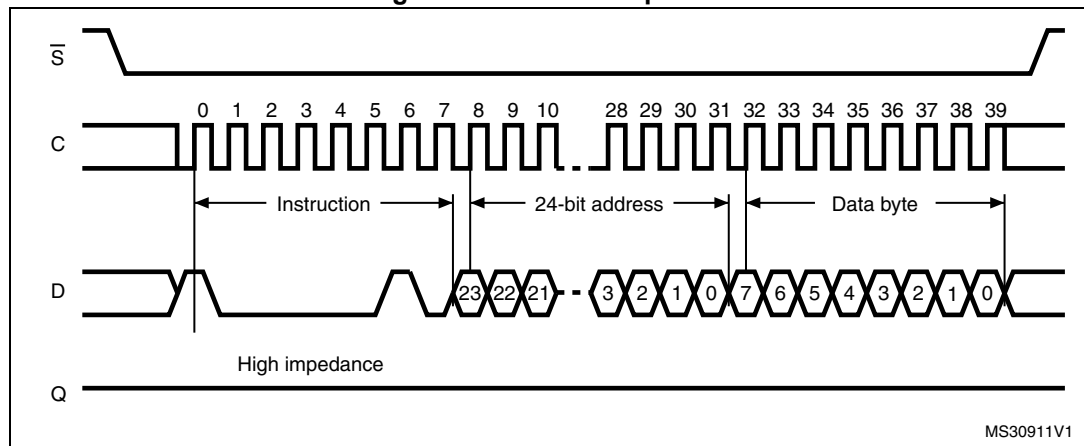 S
0 1 2 3 4 5 6 7 8 9 10 28 29 30 31 32 33 34 35 36 37 38 39
C
Instruction 24-bit address Data byte
D
23 22 21 3 2 1 0 7 6 5 4 3 2 1 0
High impedance
Q
MS30911V1